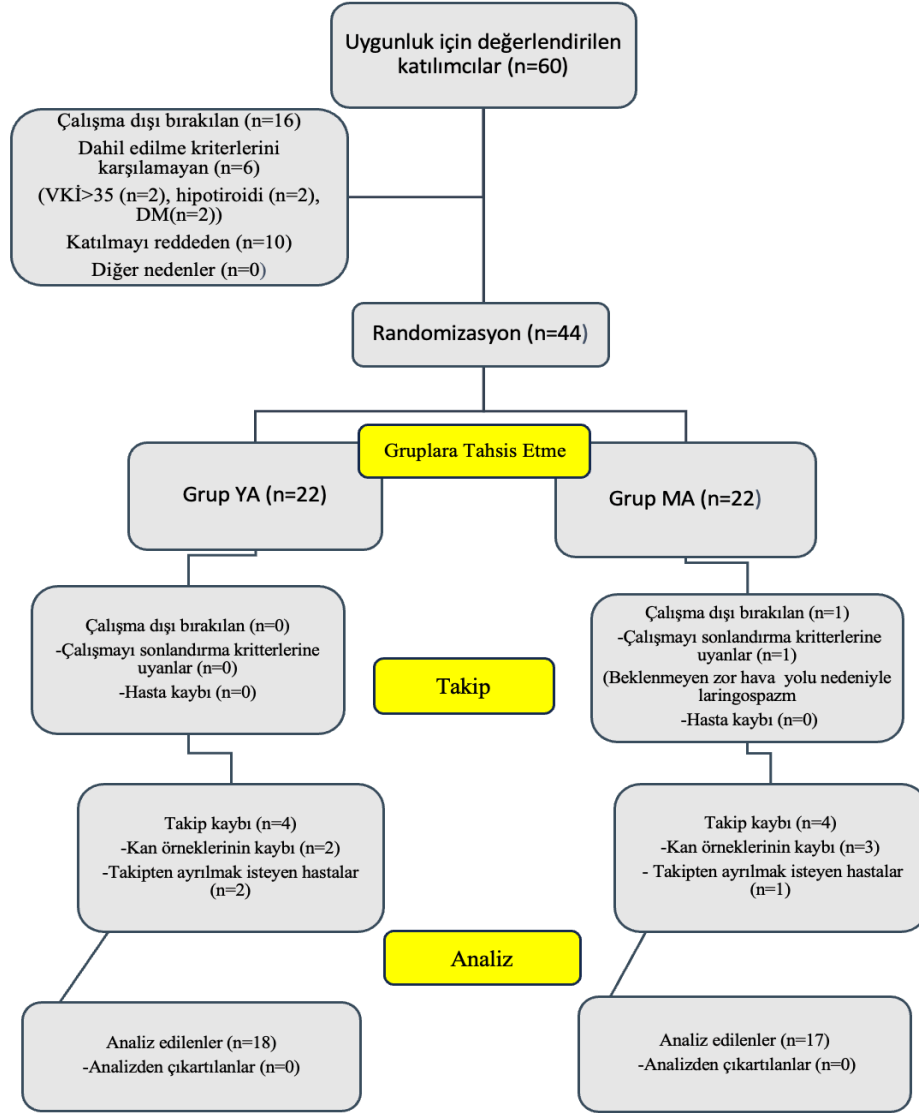 Uygunluk için değerlendirilen
katılımcılar (n=60)
Çalışma dışı bırakılan (n=16)
Dahil edilme kriterlerini
karşılamayan (n=6)
(VKİ>35 (n=2), hipotiroidi (n=2),
DM(n=2))
Katılmayı reddeden (n=10)
Diğer nedenler (n=0)
Randomizasyon (n=44)
Gruplara Tahsis Etme
Grup YA (n=22)
Grup MA (n=22)
Çalışma dışı bırakılan (n=0)
-Çalışmayı sonlandırma kritterlerine
uyanlar (n=0)
-Hasta kaybı (n=0)
Takip
Çalışma dışı bırakılan (n=1)
-Çalışmayı sonlandırma kritterlerine
uyanlar (n=1)
(Beklenmeyen zor hava yolu nedeniyle
laringospazm
-Hasta kaybı (n=0)
Takip kaybı (n=4)
-Kan örneklerinin kaybı (n=2)
-Takipten ayrılmak isteyen hastalar
(n=2)
Takip kaybı (n=4)
-Kan örneklerinin kaybı (n=3)
- Takipten ayrılmak isteyen hastalar
(n=1)
Analiz
Analiz edilenler (n=18)
-Analizden çıkartılanlar (n=0)
Analiz edilenler (n=17)
-Analizden çıkartılanlar (n=0)